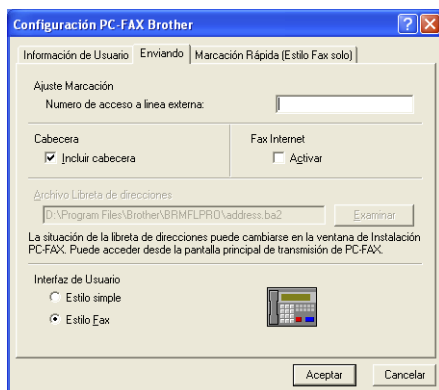 Configuración PC-FAX Brother
Información de Usuario Enviando Marcación Rápida (Estilo Fax solo)
Ajuste Marcación
Numero de acceso a linea externa:
Cabecera Fax Internet
Incluir cabecera Activar
Archivo Libreta de direcciones
D:\Program Files\Brother\BRMFLPRO\address.ba2 Examinar
La situación de la libreta de direcciones puede cambiarse en la ventana de Instalación
PC-FAX. Puede acceder desde la pantalla principal de transmisión de PC-FAX.
Interfaz de Usuario
Estilo simple
Estilo Fax
Aceptar Cancelar